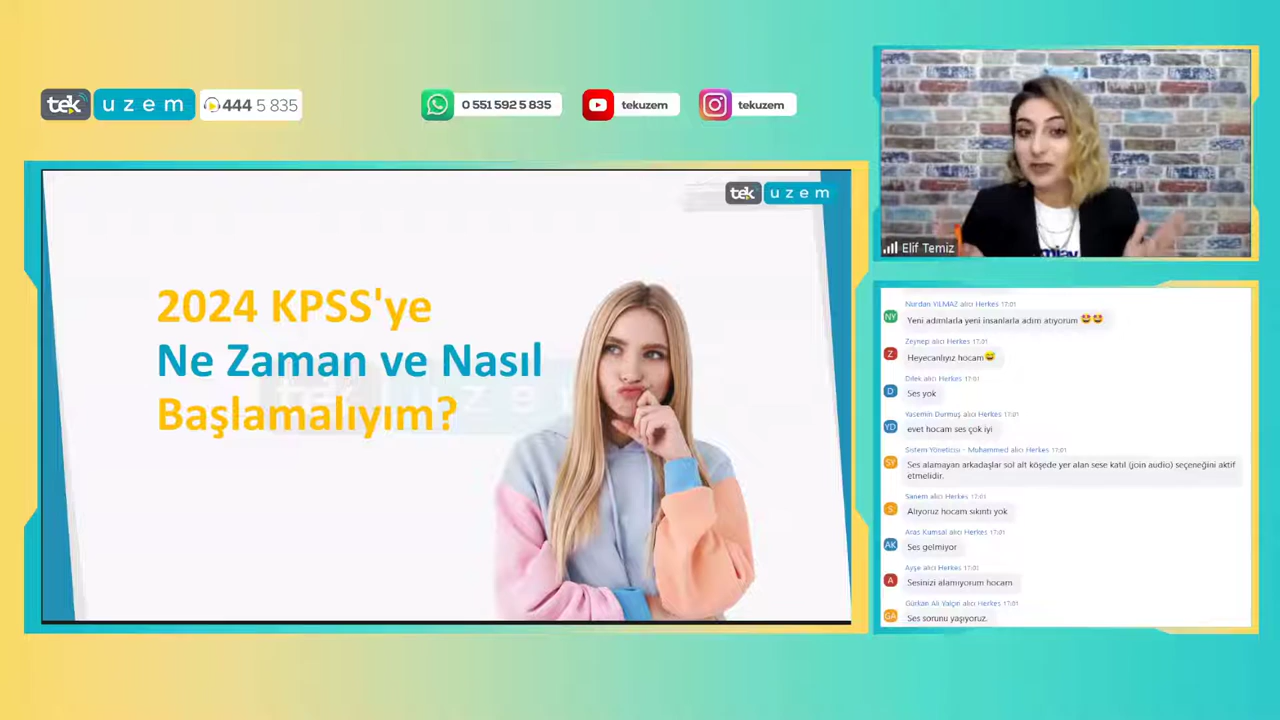 tek uzem 444 5 835
0 551 592 5 835
tekuzem
tekuzem
tek uzem
2024 KPSS'ye
Ne Zaman ve Nasıl
Başlamalıyım?
Elif Temiz
Nurdan YILMAZ alıcı Herkes 17:01
NY
Yeni adımlarla yeni insanlarla adım atıyorum 🤩🤩
Zeynep alıcı Herkes 17:01
Z
Heyecanlıyız hocam😅
Dilek alıcı Herkes 17:01
D
Ses yok
Yasemin Durmuş alıcı Herkes 17:01
YD
evet hocam ses çok iyi
Sistem Yöneticisi - Muhammed alıcı Herkes 17:01
SY
Ses alamayan arkadaşlar sol alt köşede yer alan sese katıl (join audio) seçeneğini aktif
etmelidir.
Sanem alıcı Herkes 17:01
S
Alıyoruz hocam sıkıntı yok
Aras Kumsal alıcı Herkes 17:01
AK
Ses gelmiyor
Ayşe alıcı Herkes 17:01
A
Sesinizi alamıyorum hocam
Gürkan Ali Yalçın alıcı Herkes 17:01
GA
Ses sorunu yaşıyoruz.